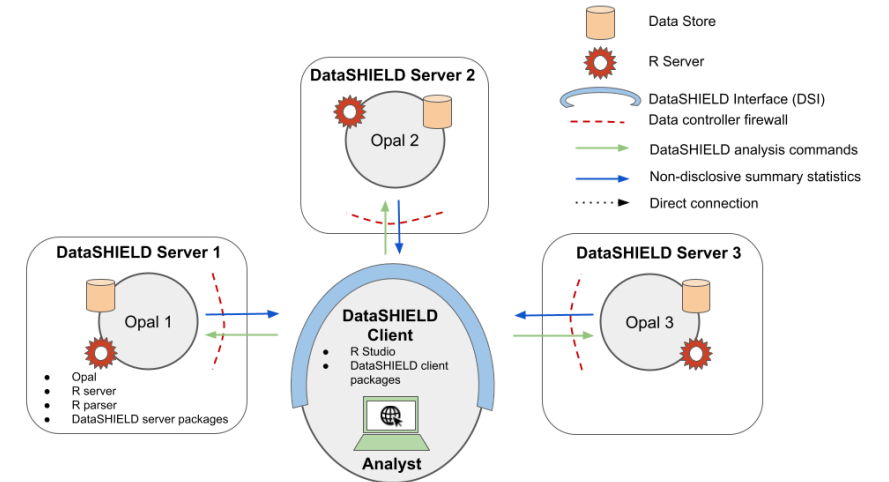 Data Store
R Server
DataSHIELD Interface (DSI)
Data controller firewall
DataSHIELD analysis commands
Non-disclosive summary statistics
Direct connection
DataSHIELD Server 2
Opal 2
DataSHIELD Server 1
Opal 1
● Opal
● R server
● R parser
● DataSHIELD server packages
DataSHIELD
Client
● R Studio
● DataSHIELD client
packages
Analyst
DataSHIELD Server 3
Opal 3